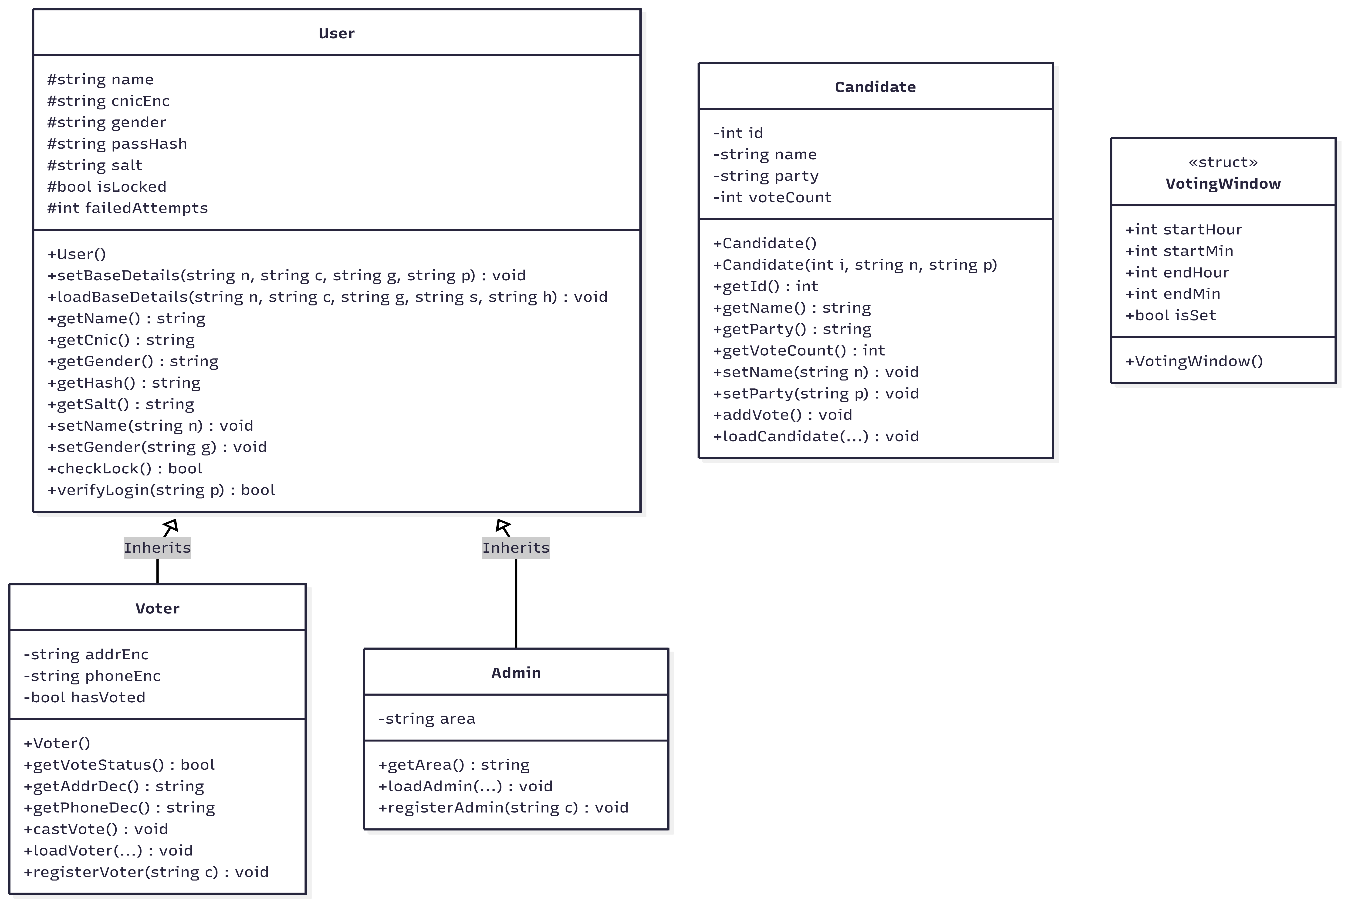 User
#string name
#string cnicEnc
#string gender
#string passHash
#string salt
#bool isLocked
#int failedAttempts
+User()
+setBaseDetails(string n, string c, string g, string p) : void
+loadBaseDetails(string n, string c, string g, string s, string h) : void
+getName() : string
+getCnic() : string
+getGender() : string
+getHash() : string
+getSalt() : string
+setName(string n) : void
+setGender(string g) : void
+checkLock() : bool
+verifyLogin(string p) : bool
Candidate
-int id
-string name
-string party
-int voteCount
+Candidate()
+Candidate(int i, string n, string p)
+getId() : int
+getName() : string
+getParty() : string
+getVoteCount() : int
+setName(string n) : void
+setParty(string p) : void
+addVote() : void
+loadCandidate(...) : void
«struct»
VotingWindow
+int startHour
+int startMin
+int endHour
+int endMin
+bool isSet
+VotingWindow()
Inherits
Inherits
Voter
-string addrEnc
-string phoneEnc
-bool hasVoted
+Voter()
+getVoteStatus() : bool
+getAddrDec() : string
+getPhoneDec() : string
+castVote() : void
+loadVoter(...) : void
+registerVoter(string c) : void
Admin
-string area
+getArea() : string
+loadAdmin(...) : void
+registerAdmin(string c) : void